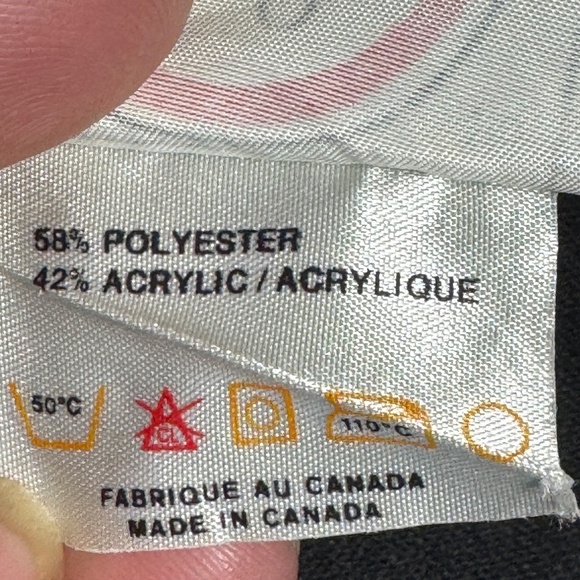 58% POLYESTER
42% ACRYLIC / ACRYLIQUE
50°C CL 110°C
FABRIQUE AU CANADA
MADE IN CANADA